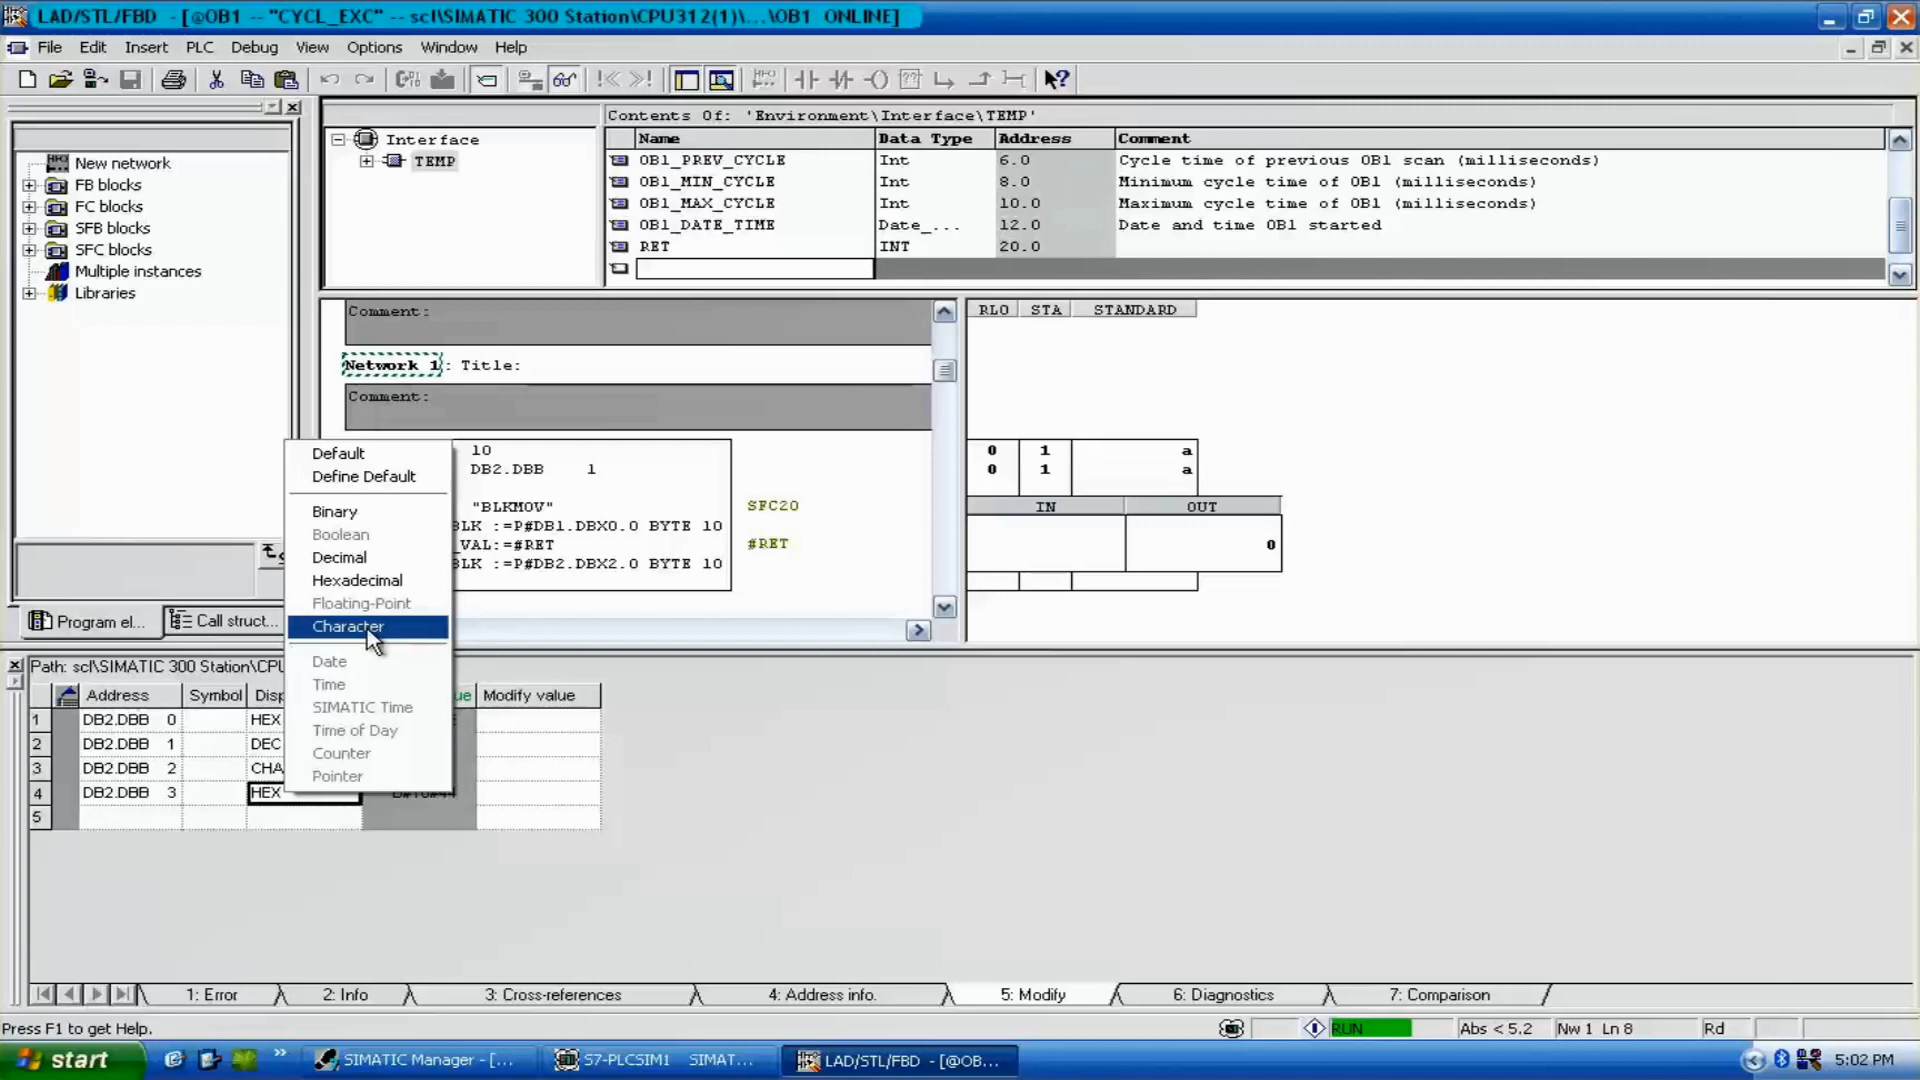 LAD/STL/FBD - [@OB1 -- "CYCL_EXC" -- scl\SIMATIC 300 Station\CPU312(1)\...\OB1 ONLINE]
File Edit Insert PLC Debug View Options Window Help
New network
FB blocks
FC blocks
SFB blocks
SFC blocks
Multiple instances
Libraries
Program el... Call struct...
Interface
TEMP
Contents Of: 'Environment\Interface\TEMP'
Name Data Type Address Comment
OB1_PREV_CYCLE Int 6.0 Cycle time of previous OB1 scan (milliseconds)
OB1_MIN_CYCLE Int 8.0 Minimum cycle time of OB1 (milliseconds)
OB1_MAX_CYCLE Int 10.0 Maximum cycle time of OB1 (milliseconds)
OB1_DATE_TIME Date_... 12.0 Date and time OB1 started
RET INT 20.0
Comment:
Network 1: Title:
Comment:
10
DB2.DBB 1
"BLKMOV" SFC20
BLK :=P#DB1.DBX0.0 BYTE 10
_VAL:=#RET #RET
BLK :=P#DB2.DBX2.0 BYTE 10
RLO STA STANDARD
0 1 a
0 1 a
IN OUT
0
Default
Define Default
Binary
Boolean
Decimal
Hexadecimal
Floating-Point
Character
Date
Time
SIMATIC Time
Time of Day
Counter
Pointer
Path: scl\SIMATIC 300 Station\CPU
Address Symbol Disp ue Modify value
1 DB2.DBB 0 HEX
2 DB2.DBB 1 DEC
3 DB2.DBB 2 CHA
4 DB2.DBB 3 HEX
5
1: Error 2: Info 3: Cross-references 4: Address info. 5: Modify 6: Diagnostics 7: Comparison
Press F1 to get Help. RUN Abs < 5.2 Nw 1 Ln 8 Rd
start SIMATIC Manager - [... S7-PLCSIM1 SIMAT... LAD/STL/FBD - [@OB... 5:02 PM